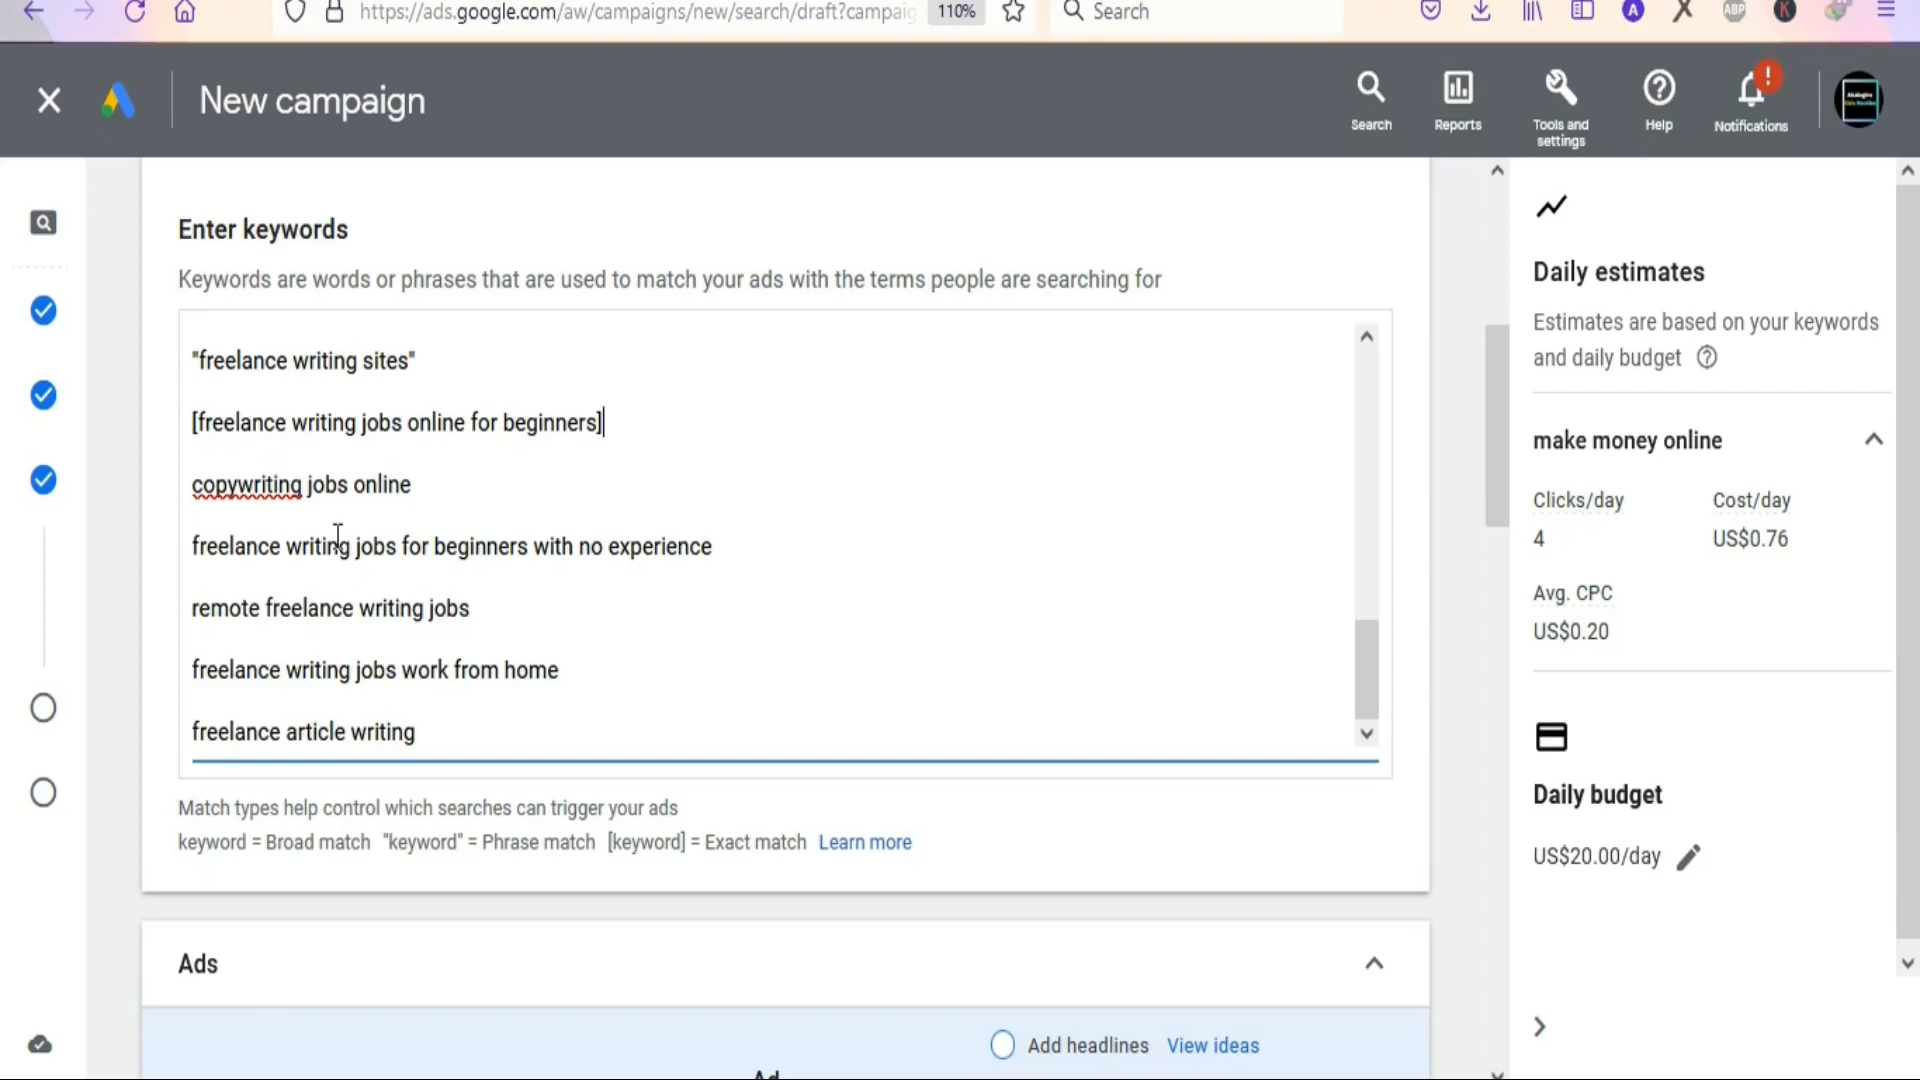 https://ads.google.com/aw/campaigns/new/search/draft?campaig
110%
Search
A
ABP
K
New campaign
Search
Reports
Tools and settings
Help
!
Notifications
Enter keywords
Keywords are words or phrases that are used to match your ads with the terms people are searching for
"freelance writing sites"
[freelance writing jobs online for beginners]
copywriting jobs online
freelance writing jobs for beginners with no experience
remote freelance writing jobs
freelance writing jobs work from home
freelance article writing
Match types help control which searches can trigger your ads
keyword = Broad match "keyword" = Phrase match [keyword] = Exact match Learn more
Ads
Add headlines View ideas
Ad
Daily estimates
Estimates are based on your keywords
and daily budget
make money online
Clicks/day Cost/day
4 US$0.76
Avg. CPC
US$0.20
Daily budget
US$20.00/day